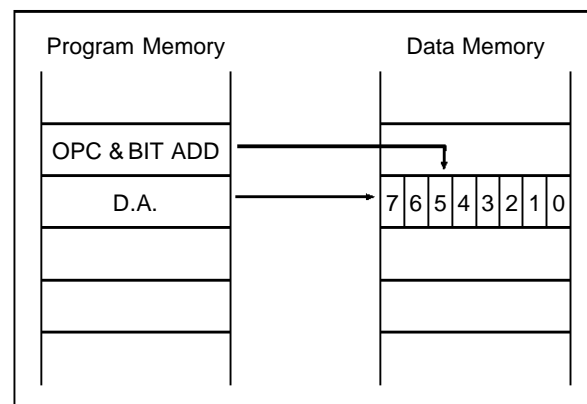 Program Memory
Data Memory
OPC & BIT ADD
D.A.
7 6 5 4 3 2 1 0